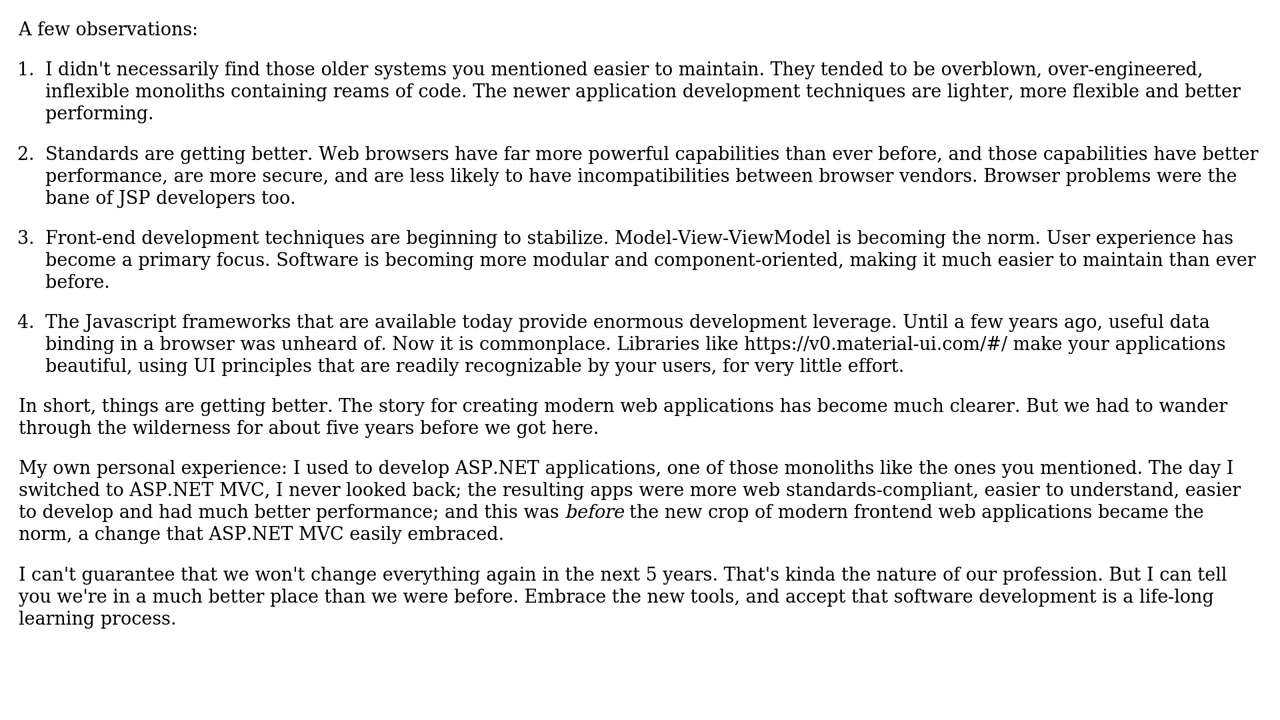 A few observations:
1. I didn't necessarily find those older systems you mentioned easier to maintain. They tended to be overblown, over-engineered,
inflexible monoliths containing reams of code. The newer application development techniques are lighter, more flexible and better
performing.
2. Standards are getting better. Web browsers have far more powerful capabilities than ever before, and those capabilities have better
performance, are more secure, and are less likely to have incompatibilities between browser vendors. Browser problems were the
bane of JSP developers too.
3. Front-end development techniques are beginning to stabilize. Model-View-ViewModel is becoming the norm. User experience has
become a primary focus. Software is becoming more modular and component-oriented, making it much easier to maintain than ever
before.
4. The Javascript frameworks that are available today provide enormous development leverage. Until a few years ago, useful data
binding in a browser was unheard of. Now it is commonplace. Libraries like https://v0.material-ui.com/#/ make your applications
beautiful, using UI principles that are readily recognizable by your users, for very little effort.
In short, things are getting better. The story for creating modern web applications has become much clearer. But we had to wander
through the wilderness for about five years before we got here.
My own personal experience: I used to develop ASP.NET applications, one of those monoliths like the ones you mentioned. The day I
switched to ASP.NET MVC, I never looked back; the resulting apps were more web standards-compliant, easier to understand, easier
to develop and had much better performance; and this was before the new crop of modern frontend web applications became the
norm, a change that ASP.NET MVC easily embraced.
I can't guarantee that we won't change everything again in the next 5 years. That's kinda the nature of our profession. But I can tell
you we're in a much better place than we were before. Embrace the new tools, and accept that software development is a life-long
learning process.